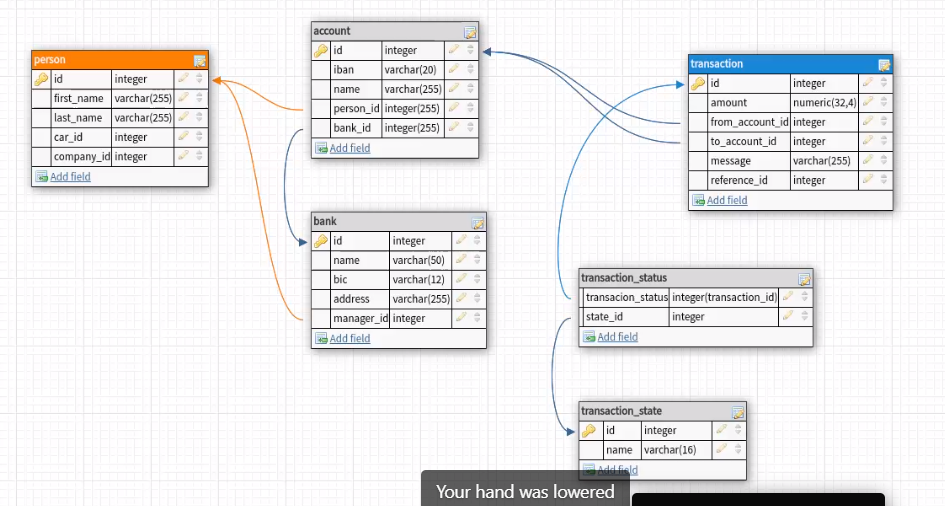 person
id integer
first_name varchar(255)
last_name varchar(255)
car_id integer
company_id integer
Add field
account
id integer
iban varchar(20)
name varchar(255)
person_id integer(255)
bank_id integer(255)
Add field
bank
id integer
name varchar(50)
bic varchar(12)
address varchar(255)
manager_id integer
Add field
transaction
id integer
amount numeric(32,4)
from_account_id integer
to_account_id integer
message varchar(255)
reference_id integer
Add field
transaction_status
transacion_status integer(transaction_id)
state_id integer
Add field
transaction_state
id integer
name varchar(16)
Add field
Your hand was lowered